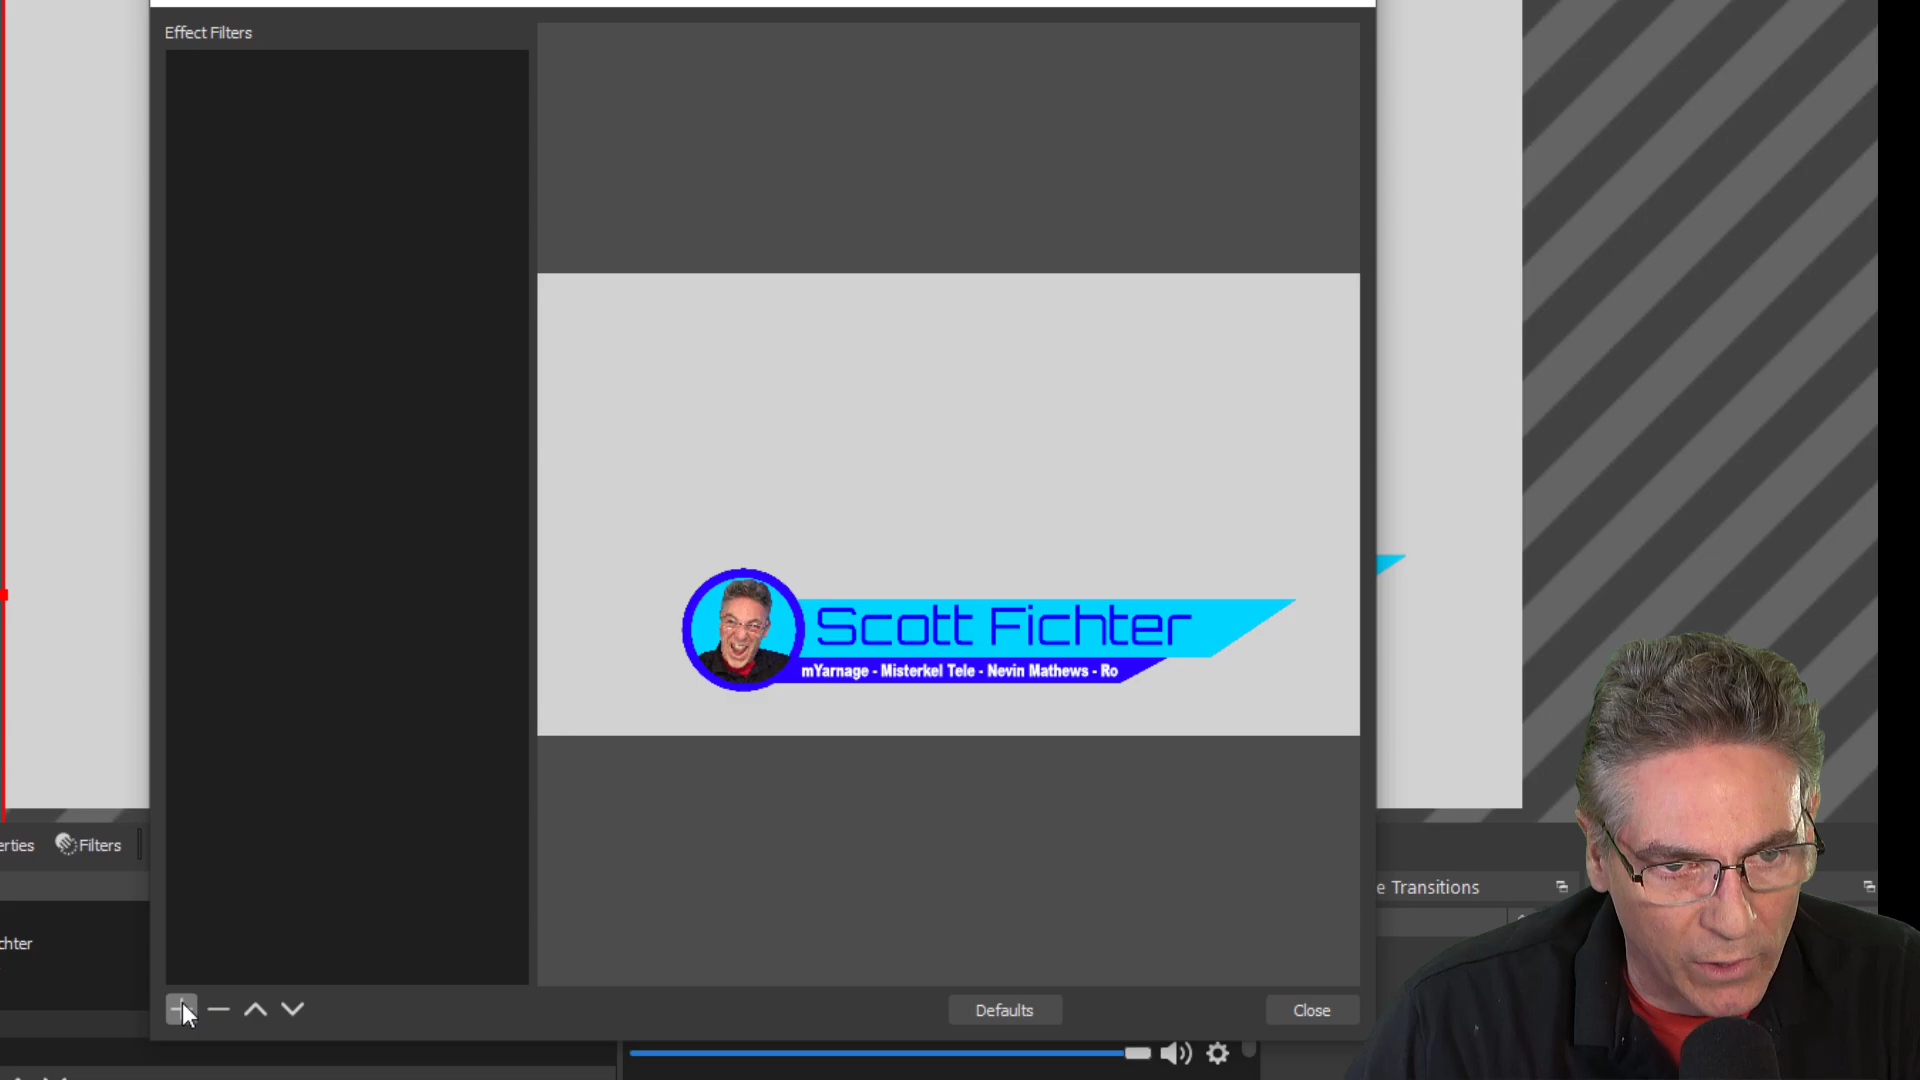 Effect Filters
Scott Fichter
mYarnage - Misterkel Tele - Nevin Mathews - Ro
erties
Filters
e Transitions
chter
Defaults
Close